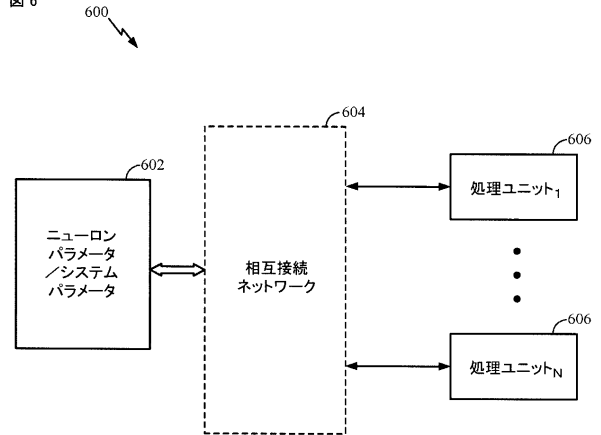 図 6
600
604
602
606
ニューロン
パラメータ
／システム
パラメータ
相互接続
ネットワーク
処理ユニット1
606
処理ユニットN